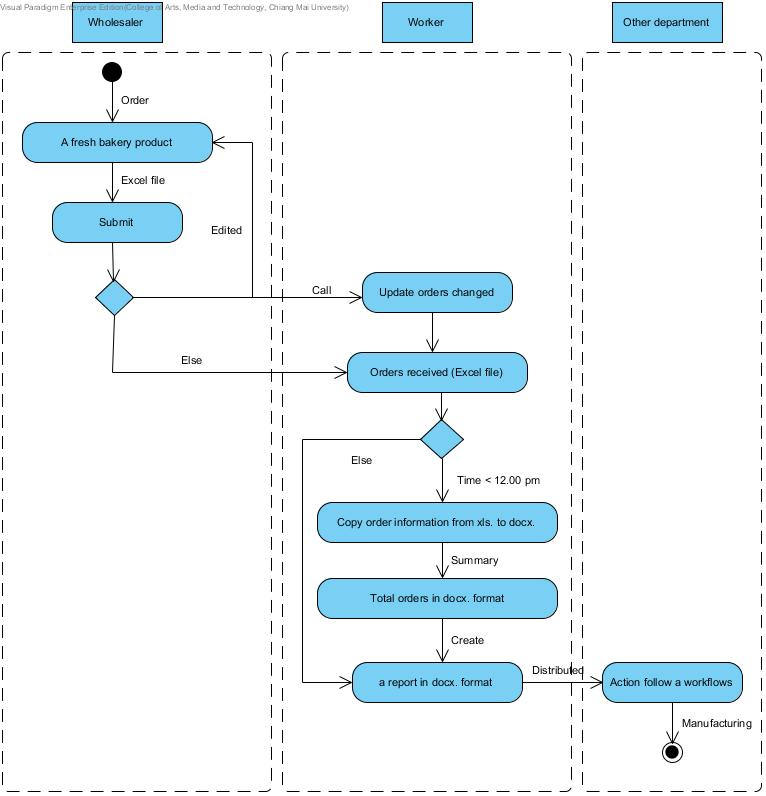 Visual Paradigm Enterprise Edition(College of Arts, Media and Technology, Chiang Mai University)
Wholesaler
Worker
Other department
Order
A fresh bakery product
Excel file
Submit
Edited
Call
Update orders changed
Else
Orders received (Excel file)
Else
Time < 12.00 pm
Copy order information from xls. to docx.
Summary
Total orders in docx. format
Create
a report in docx. format
Distributed
Action follow a workflows
Manufacturing